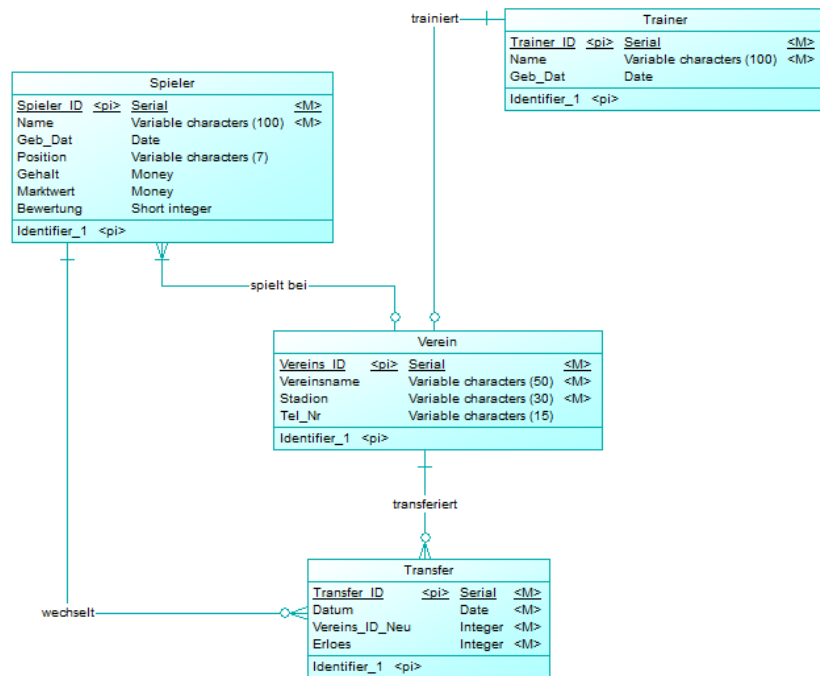 trainiert
Trainer
Trainer_ID <pi> Serial <M>
Name Variable characters (100) <M>
Geb_Dat Date
Identifier_1 <pi>
Spieler
Spieler_ID <pi> Serial <M>
Name Variable characters (100) <M>
Geb_Dat Date
Position Variable characters (7)
Gehalt Money
Marktwert Money
Bewertung Short integer
Identifier_1 <pi>
spielt bei
Verein
Vereins_ID <pi> Serial <M>
Vereinsname Variable characters (50) <M>
Stadion Variable characters (30) <M>
Tel_Nr Variable characters (15)
Identifier_1 <pi>
transferiert
Transfer
Transfer_ID <pi> Serial <M>
Datum Date <M>
Vereins_ID_Neu Integer <M>
Erloes Integer <M>
Identifier_1 <pi>
wechselt